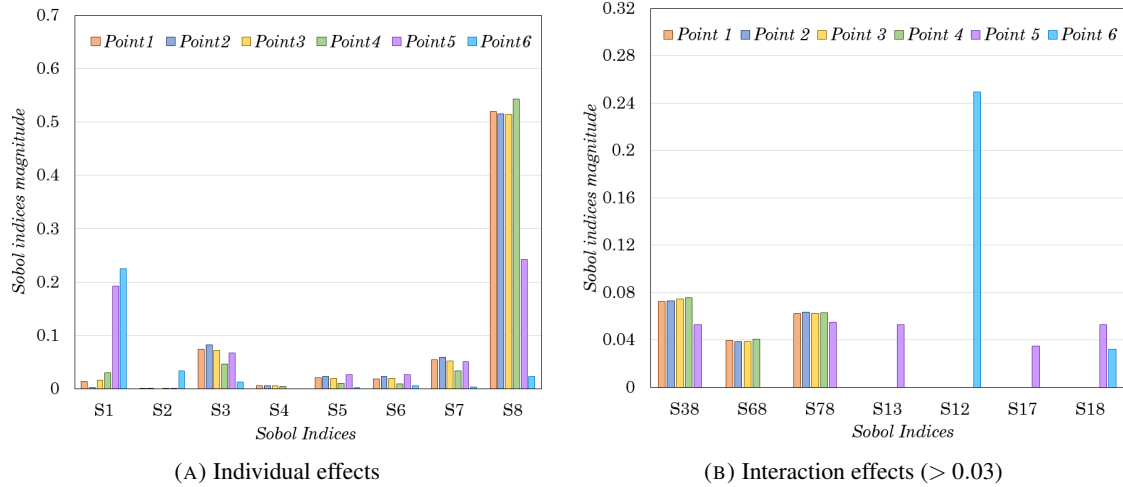 0.7
Point1 Point2 Point3 Point4 Point5 Point6
0.6
0.5
0.4
0.3
0.2
0.1
0
Sobol indices magnitude
S1 S2 S3 S4 S5 S6 S7 S8
Sobol Indices
(A) Individual effects
0.32
Point 1 Point 2 Point 3 Point 4 Point 5 Point 6
0.28
0.24
0.2
0.16
0.12
0.08
0.04
0
Sobol indices magnitude
S38 S68 S78 S13 S12 S17 S18
Sobol Indices
(B) Interaction effects (> 0.03)